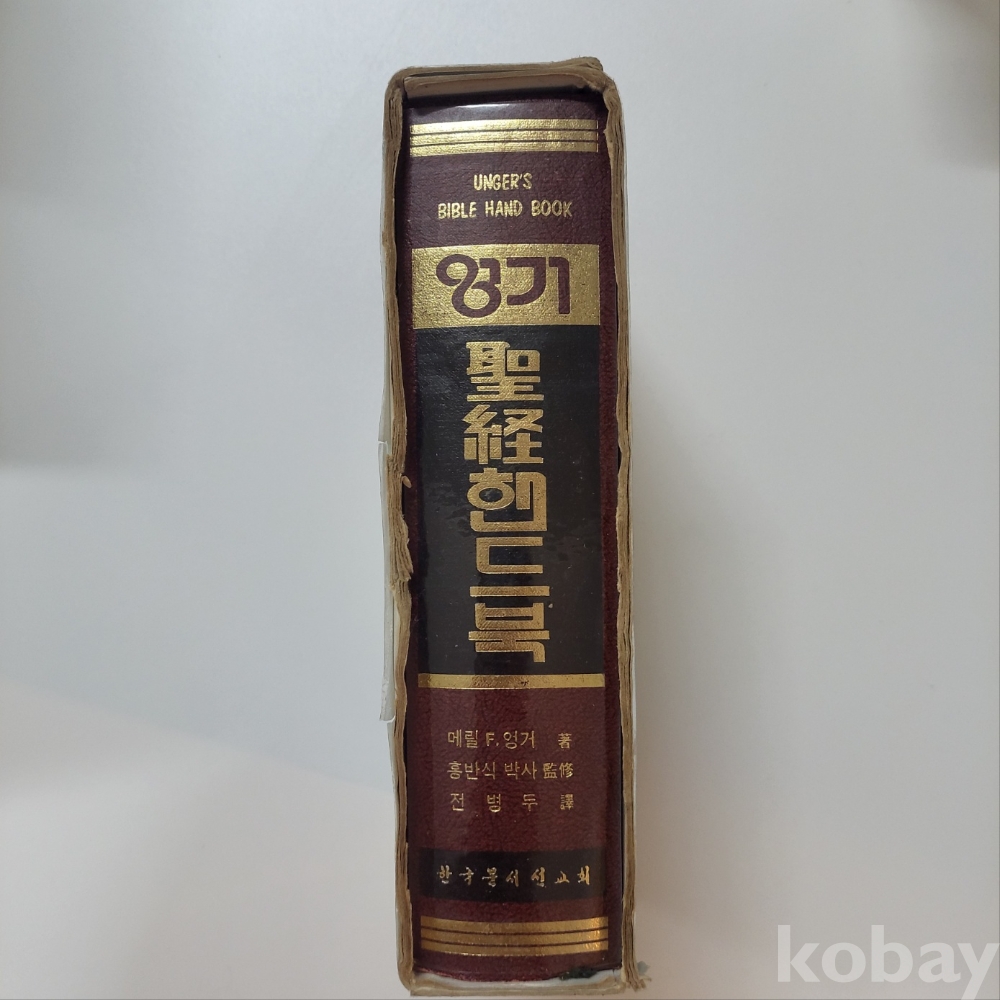 UNGER'S
BIBLE HAND BOOK
엉거
聖経핸드북
메릴 F. 엉거 著
홍반식 박사 監修
전 병 두 譯
한국문서선교회
kobay